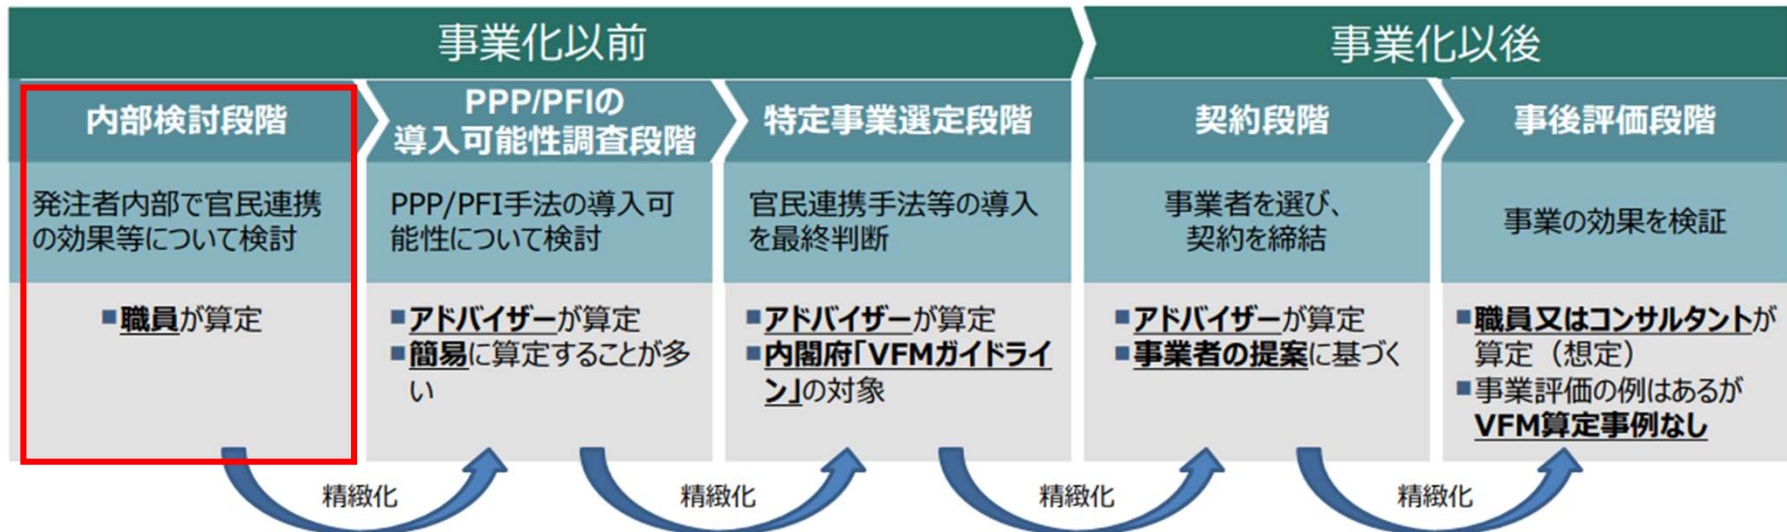 事業化以前
事業化以後
内部検討段階
PPP/PFIの
導入可能性調査段階
特定事業選定段階
契約段階
事後評価段階
発注者内部で官民連携
の効果等について検討
PPP/PFI手法の導入可
能性について検討
官民連携手法等の導入
を最終判断
事業者を選び、
契約を締結
事業の効果を検証
■職員が算定
■アドバイザーが算定
■簡易に算定することが多
い
■アドバイザーが算定
■内閣府「VFMガイドライ
ン」の対象
■アドバイザーが算定
■事業者の提案に基づく
■職員又はコンサルタントが
算定（想定）
■事業評価の例はあるが
VFM算定事例なし
精緻化
精緻化
精緻化
精緻化